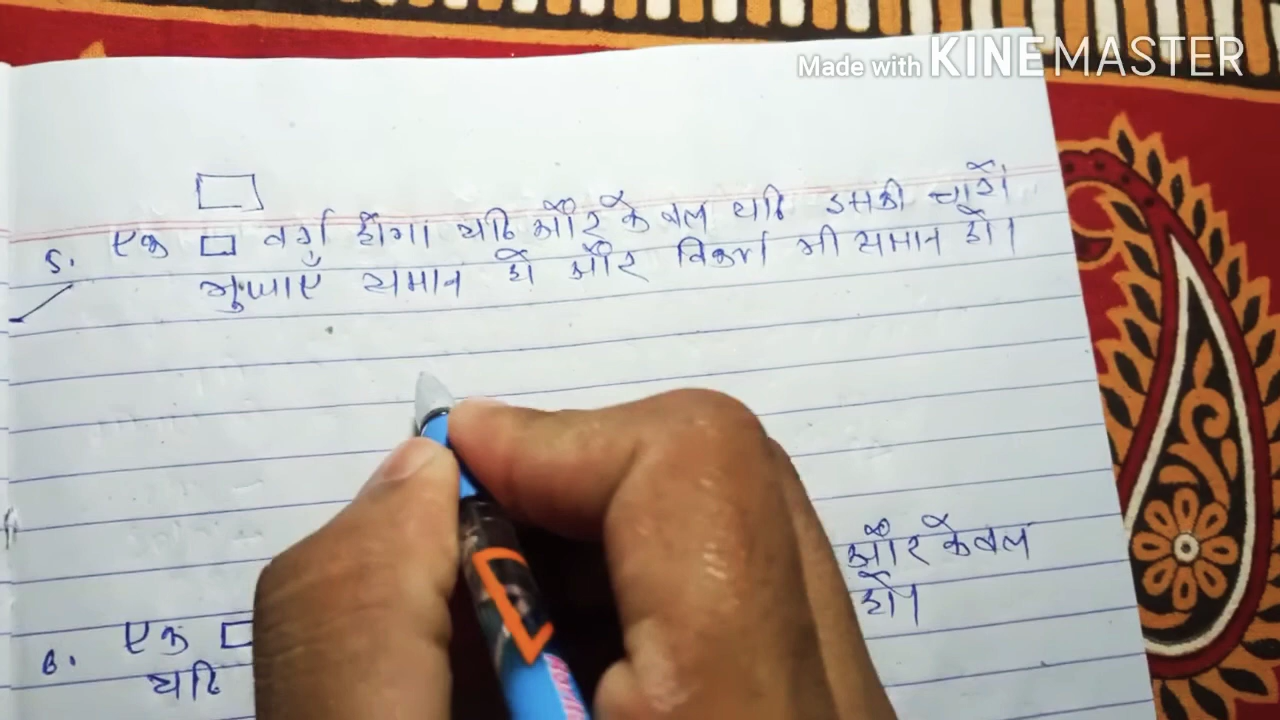 Made with KINEMASTER
5. एक □ वर्ग होगा यदि और केवल यदि इसकी चारों
भुजाएँ समान हो और विकर्ण भी समान हो।
6. एक □ और केवल
यदि हो।